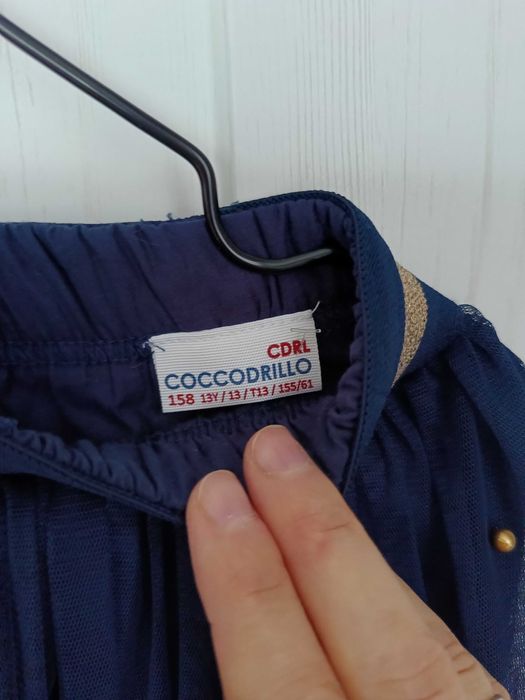 CDRL
COCCODRILLO
158 13Y / 13 / T13 / 155/61